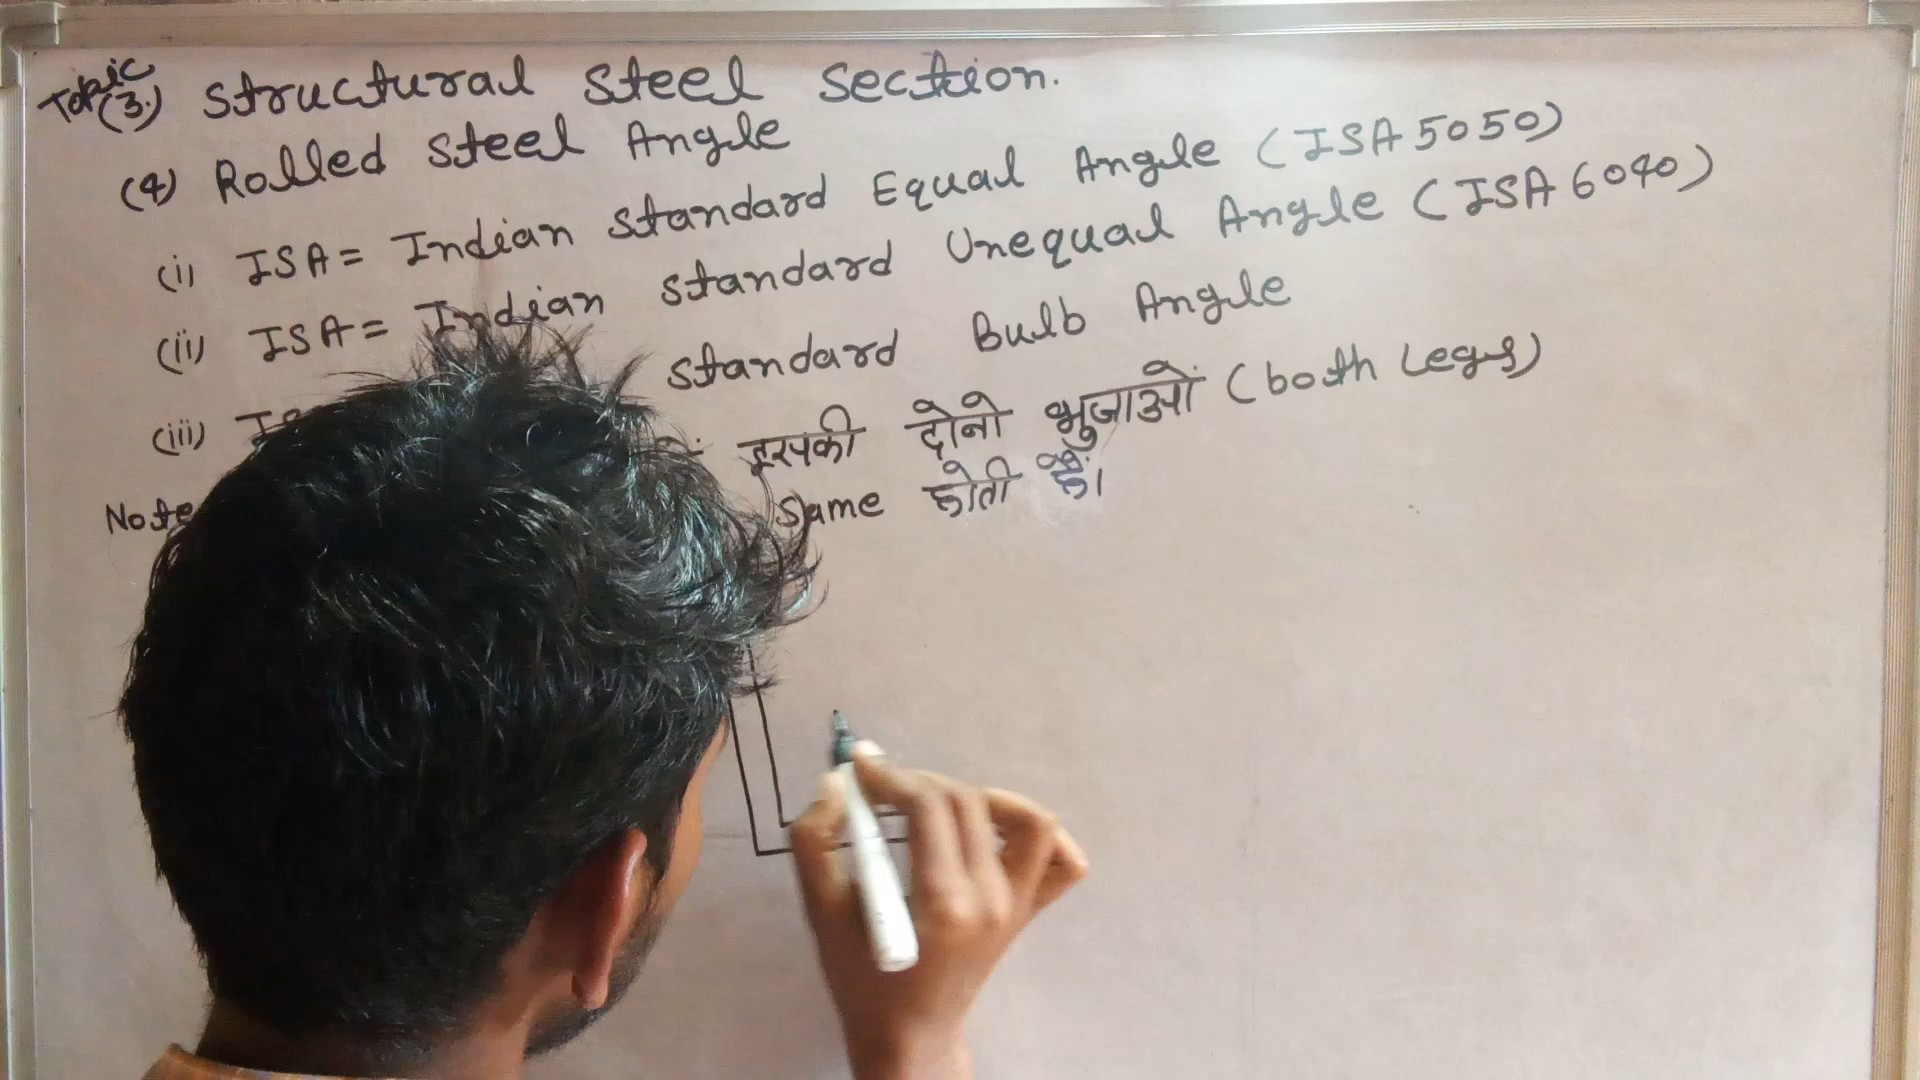 Topic (3.) Structural Steel Section.
(4) Rolled Steel Angle
(i) ISA = Indian Standard Equal Angle (ISA 5050)
(ii) ISA = Indian Standard Unequal Angle (ISA 6040)
(iii) Standard Bulb Angle
Note इसकी दोनो भुजाओं (both Legs)
Same होती हैं।